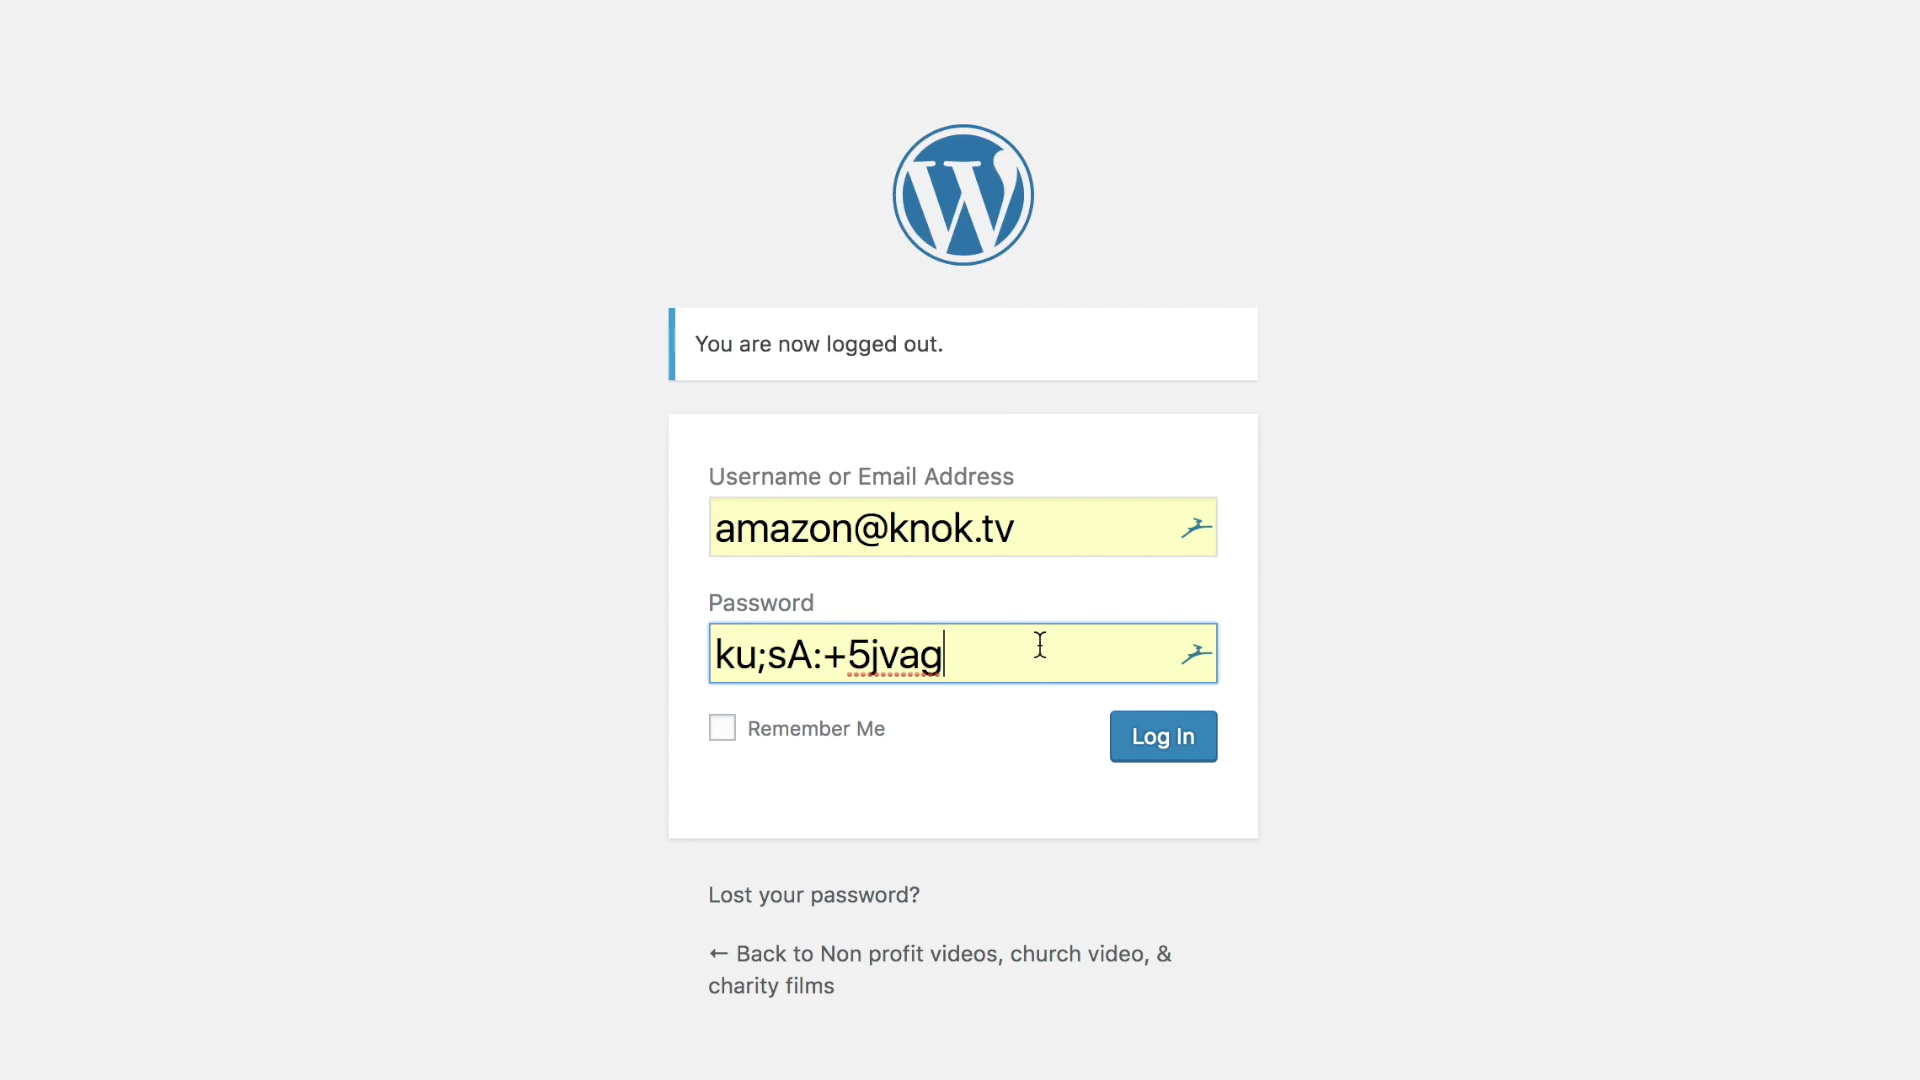 You are now logged out.
Username or Email Address
amazon@knok.tv
Password
ku;sA:+5jvag
Remember Me
Log In
Lost your password?
← Back to Non profit videos, church video, &
charity films